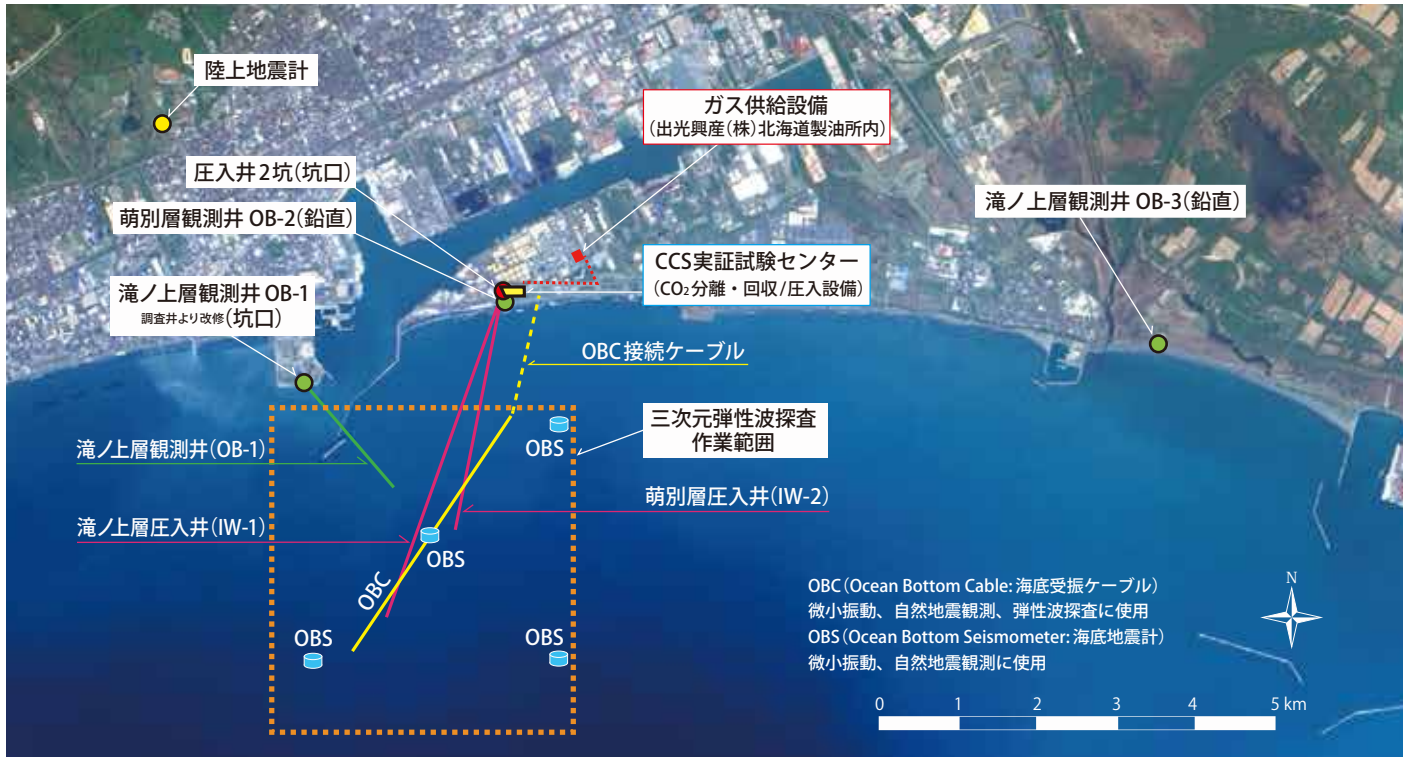 陸上地震計
ガス供給設備
(出光興産(株)北海道製油所内)
圧入井2坑(坑口)
萌別層観測井 OB-2(鉛直)
滝ノ上層観測井 OB-3(鉛直)
CCS実証試験センター
(CO₂分離・回収/圧入設備)
滝ノ上層観測井 OB-1
調査井より改修(坑口)
OBC接続ケーブル
三次元弾性波探査
作業範囲
OBS
滝ノ上層観測井(OB-1)
萌別層圧入井(IW-2)
滝ノ上層圧入井(IW-1)
OBS
OBC
OBS
OBS
OBC(Ocean Bottom Cable:海底受振ケーブル)
微小振動、自然地震観測、弾性波探査に使用
OBS(Ocean Bottom Seismometer:海底地震計)
微小振動、自然地震観測に使用
N
0 1 2 3 4 5 km